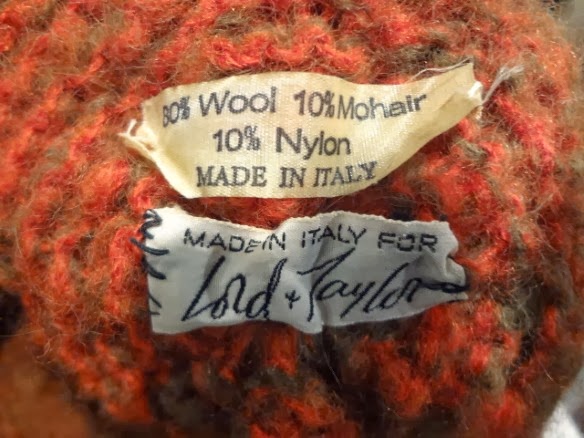 80% Wool 10% Mohair
10% Nylon
MADE IN ITALY
MADE IN ITALY FOR
Lord + Taylor